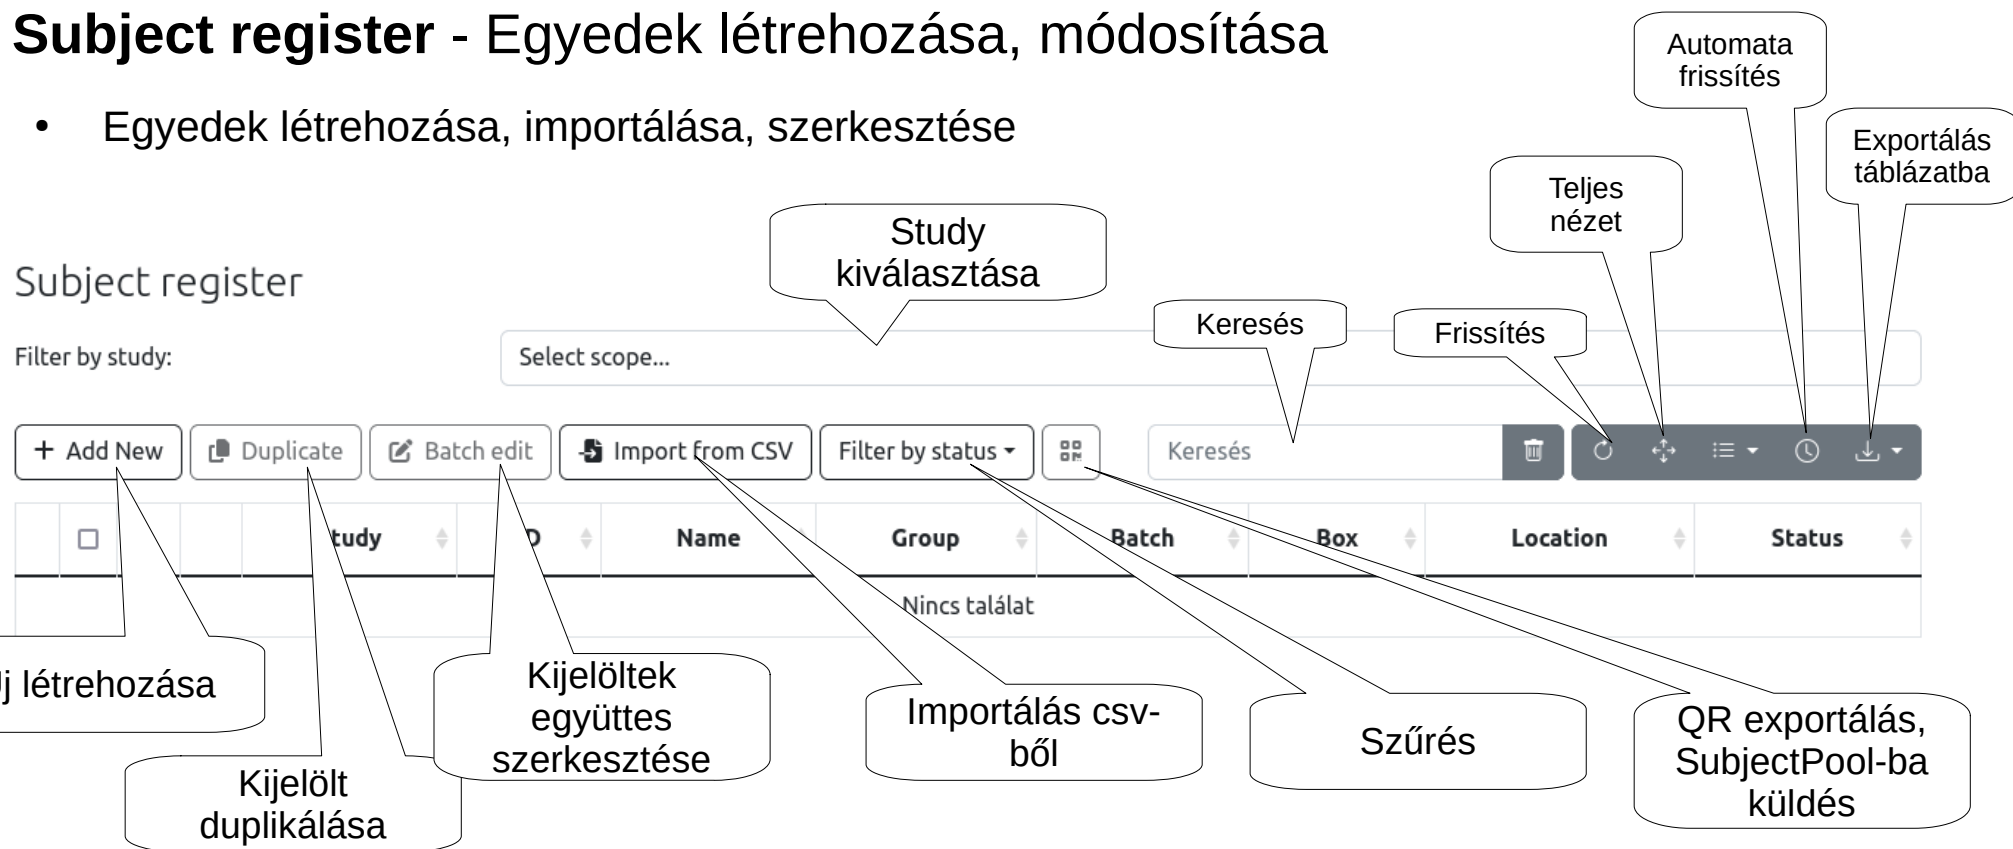 Subject register - Egyedek létrehozása, módosítása
Automata
frissítés
• Egyedek létrehozása, importálása, szerkesztése
Exportálás
táblázatba
Teljes
nézet
Study
kiválasztása
Subject register
Keresés
Frissítés
Filter by study:
Select scope...
+ Add New
Duplicate
Batch edit
Import from CSV
Filter by status
Keresés
tudy
D
Name
Group
Batch
Box
Location
Status
Nincs találat
j létrehozása
Kijelöltek
együttes
szerkesztése
Importálás csv-
ből
Szűrés
QR exportálás,
SubjectPool-ba
küldés
Kijelölt
duplikálása